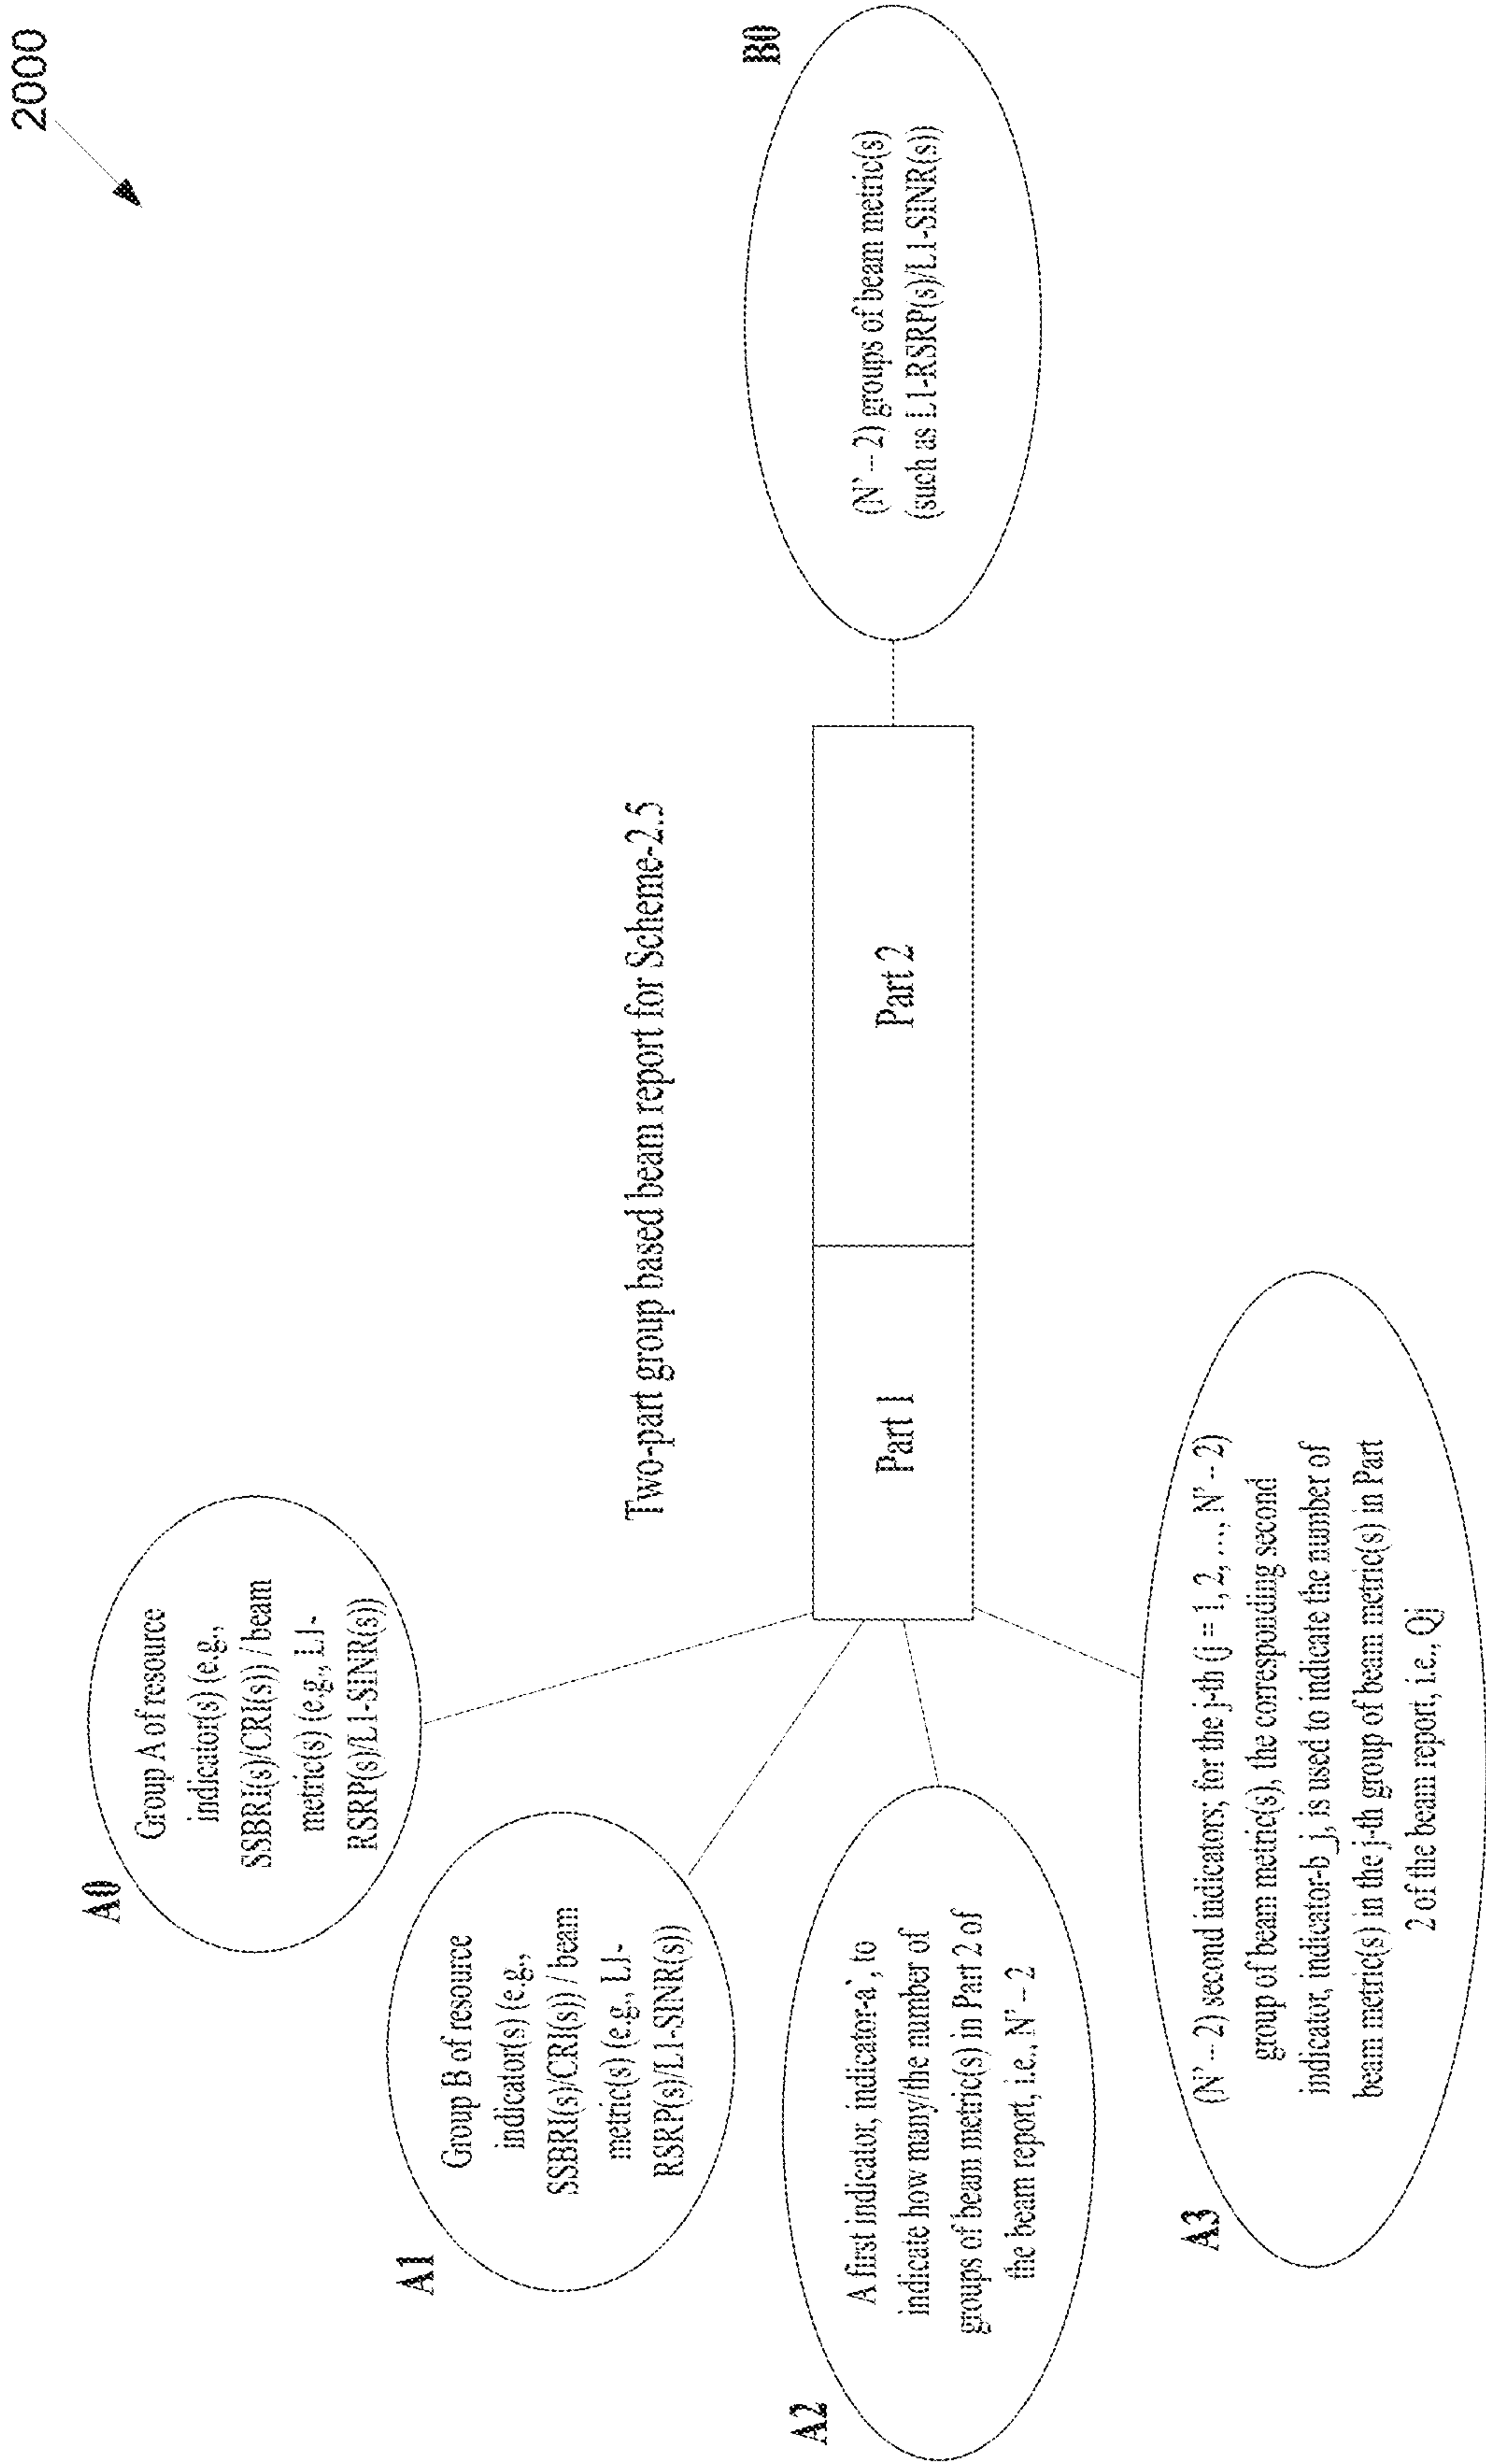 2000
Two-part group based beam report for Scheme-2.5
A0
Group A of resource
indicator(s) (e.g.,
SSBRI(s)/CRI(s)) / beam
metric(s) (e.g., L1-
RSRP(s)/L1-SINR(s))
A1
Group B of resource
indicator(s) (e.g.,
SSBRI(s)/CRI(s)) / beam
metric(s) (e.g., L1-
RSRP(s)/L1-SINR(s))
A2
A first indicator, indicator-a`, to
indicate how many/the number of
groups of beam metric(s) in Part 2 of
the beam report, i.e., N' – 2
A3
(N' – 2) second indicators; for the j-th (j = 1, 2, ..., N' – 2)
group of beam metric(s), the corresponding second
indicator, indicator-b_j, is used to indicate the number of
beam metric(s) in the j-th group of beam metric(s) in Part
2 of the beam report, i.e., Qj
Part 1
Part 2
B0
(N' – 2) groups of beam metric(s)
(such as L1-RSRP(s)/L1-SINR(s))